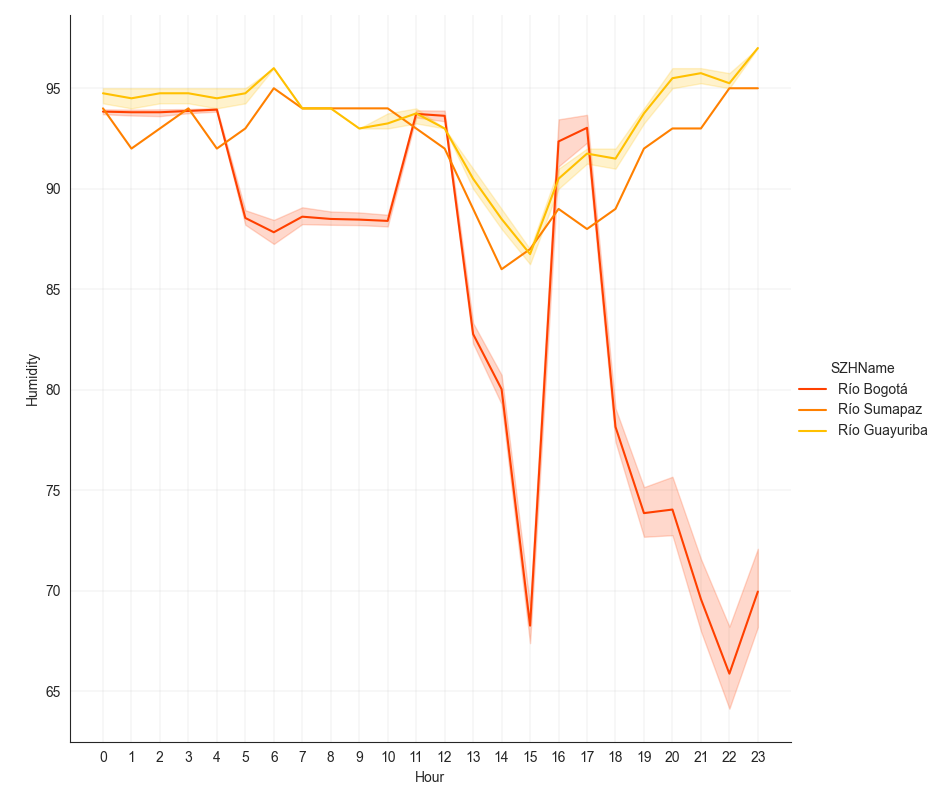 95
90
85
80
75
70
65
Humidity
0 1 2 3 4 5 6 7 8 9 10 11 12 13 14 15 16 17 18 19 20 21 22 23
Hour
SZHName
Río Bogotá
Río Sumapaz
Río Guayuriba